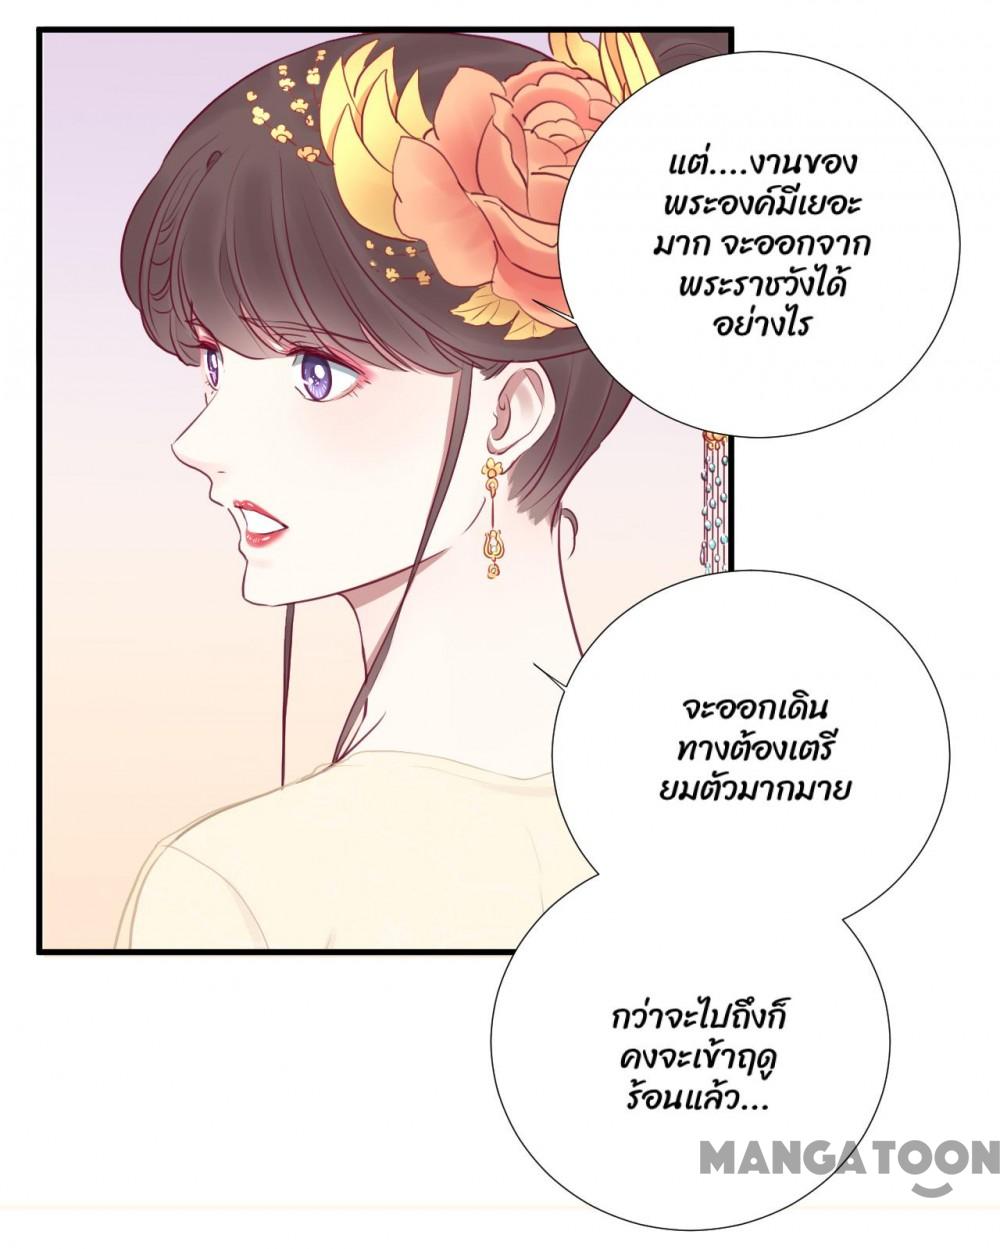 แต่....งานของ
พระองค์มีเยอะ
มาก จะออกจาก
พระราชวังได้
อย่างไร
จะออกเดิน
ทางต้องเตรี
ยมตัวมากมาย
กว่าจะไปถึงก็
คงจะเข้าฤดู
ร้อนแล้ว...
MANGATOON